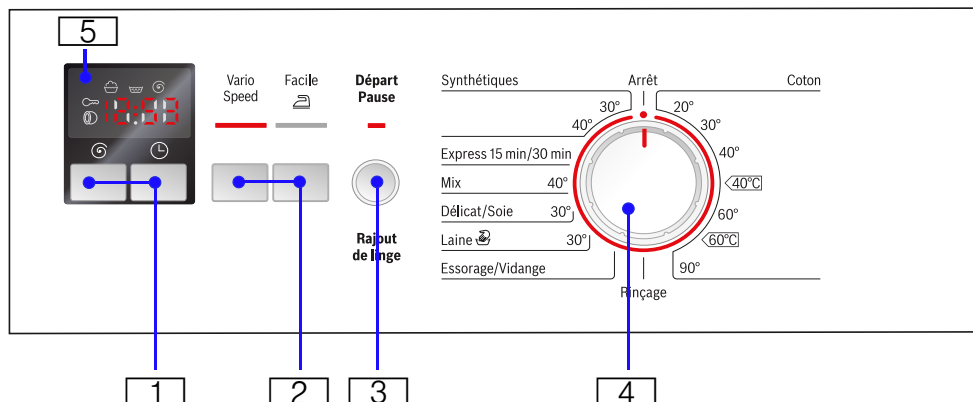 5
12:53
Vario
Speed
Facile
Départ
Pause
Rajout
de linge
Synthétiques
Arrêt
Coton
30°
40°
Express 15 min/30 min
Mix 40°
Délicat/Soie 30°
Laine 30°
Essorage/Vidange
Rinçage
20°
30°
40°
40°C
60°
60°C
90°
1
2
3
4